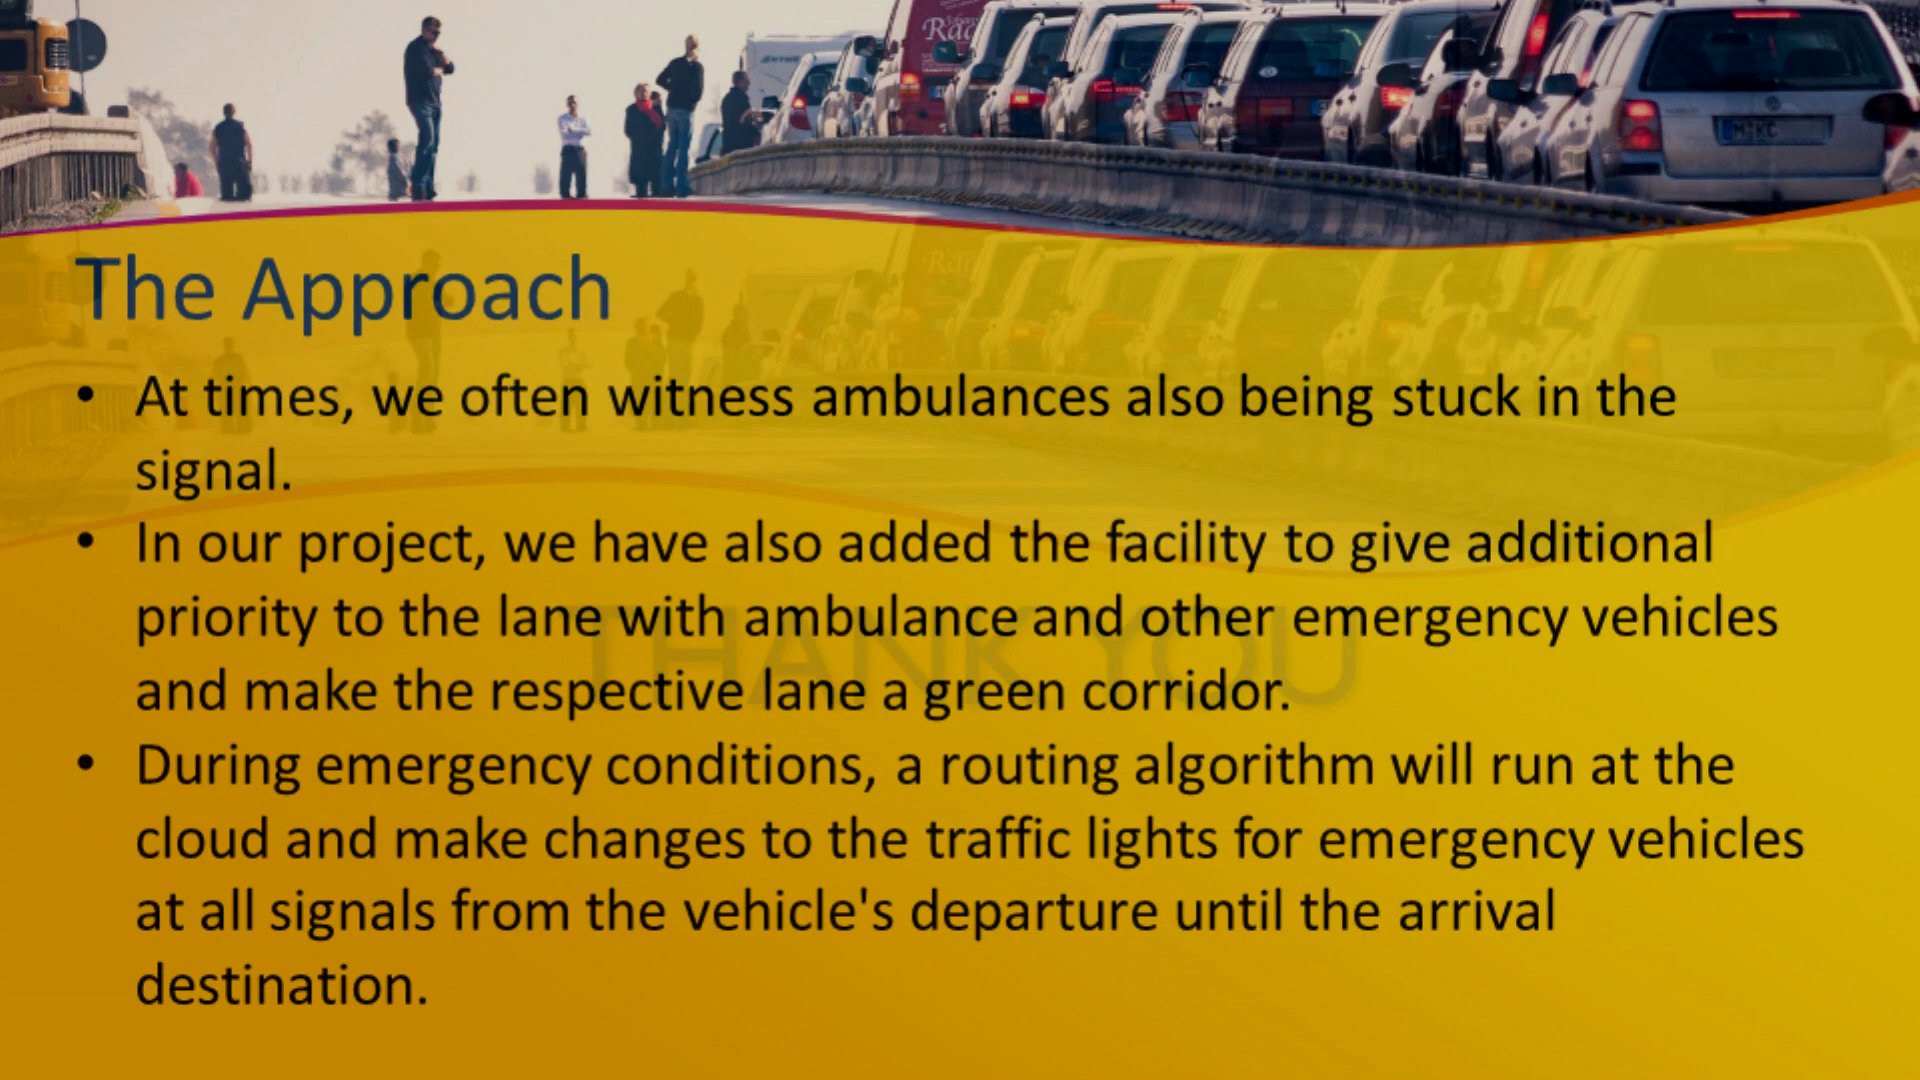 The Approach
• At times, we often witness ambulances also being stuck in the
signal.
• In our project, we have also added the facility to give additional
priority to the lane with ambulance and other emergency vehicles
and make the respective lane a green corridor.
• During emergency conditions, a routing algorithm will run at the
cloud and make changes to the traffic lights for emergency vehicles
at all signals from the vehicle's departure until the arrival
destination.
THANK YOU